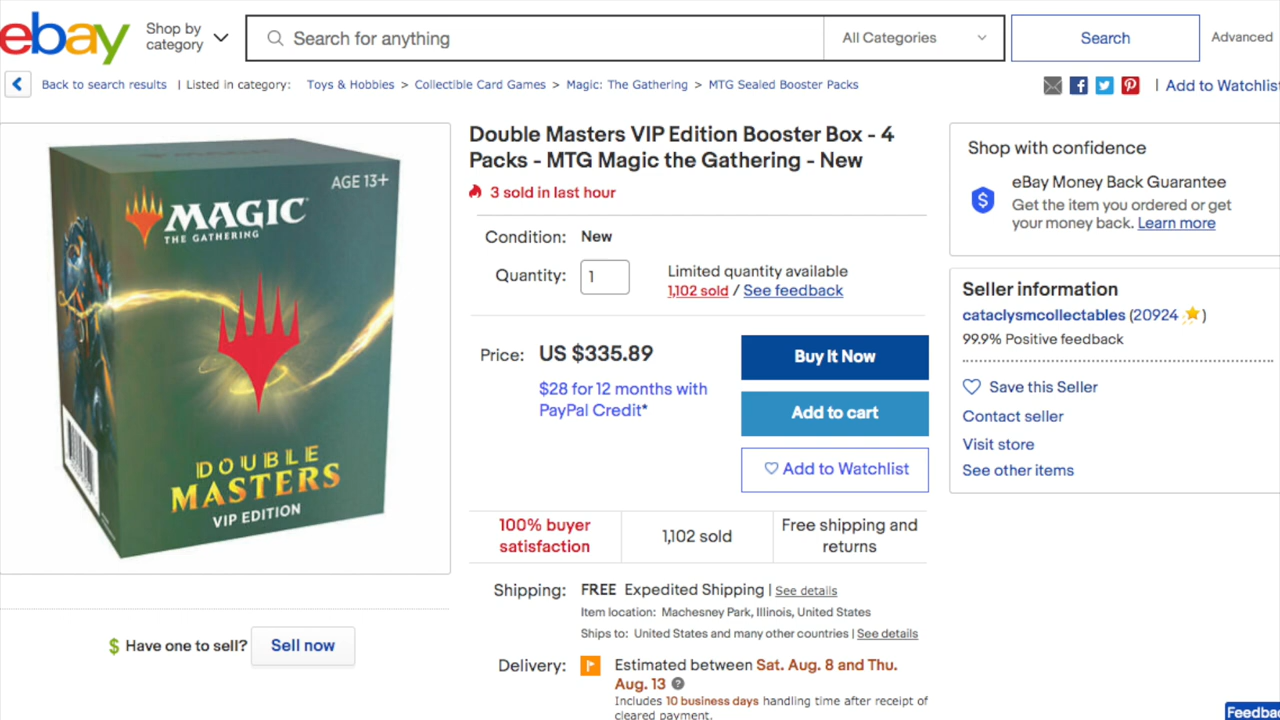 ebay
Shop by
category
Search for anything
All Categories
Search
Advanced
Back to search results | Listed in category: Toys & Hobbies > Collectible Card Games > Magic: The Gathering > MTG Sealed Booster Packs
| Add to Watchlist
AGE 13+
MAGIC
THE GATHERING
DOUBLE
MASTERS
VIP EDITION
$ Have one to sell? Sell now
Double Masters VIP Edition Booster Box - 4
Packs - MTG Magic the Gathering - New
3 sold in last hour
Condition: New
Quantity: 1
Limited quantity available
1,102 sold / See feedback
Price: US $335.89
$28 for 12 months with
PayPal Credit*
Buy It Now
Add to cart
Add to Watchlist
100% buyer
satisfaction
1,102 sold
Free shipping and
returns
Shipping: FREE Expedited Shipping | See details
Item location: Machesney Park, Illinois, United States
Ships to: United States and many other countries | See details
Delivery: Estimated between Sat. Aug. 8 and Thu.
Aug. 13 ?
Includes 10 business days handling time after receipt of
cleared payment.
Shop with confidence
$
eBay Money Back Guarantee
Get the item you ordered or get
your money back. Learn more
Seller information
cataclysmcollectables (20924)
99.9% Positive feedback
Save this Seller
Contact seller
Visit store
See other items
Feedba